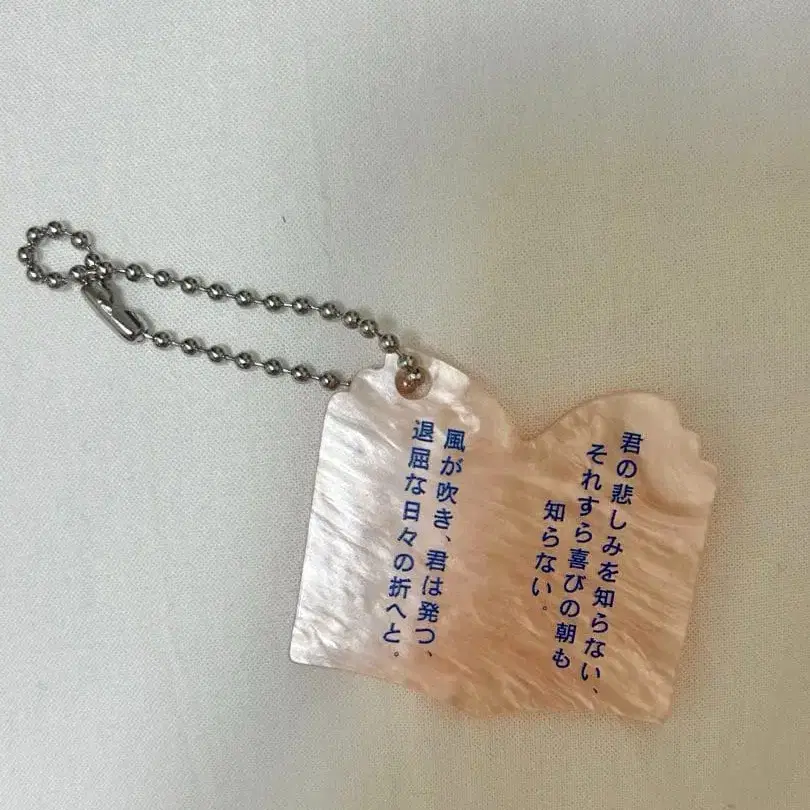 君の悲しみを知らない、
それすら喜びの朝も
知らない。
風が吹き、君は発つ、
退屈な日々の折へと。